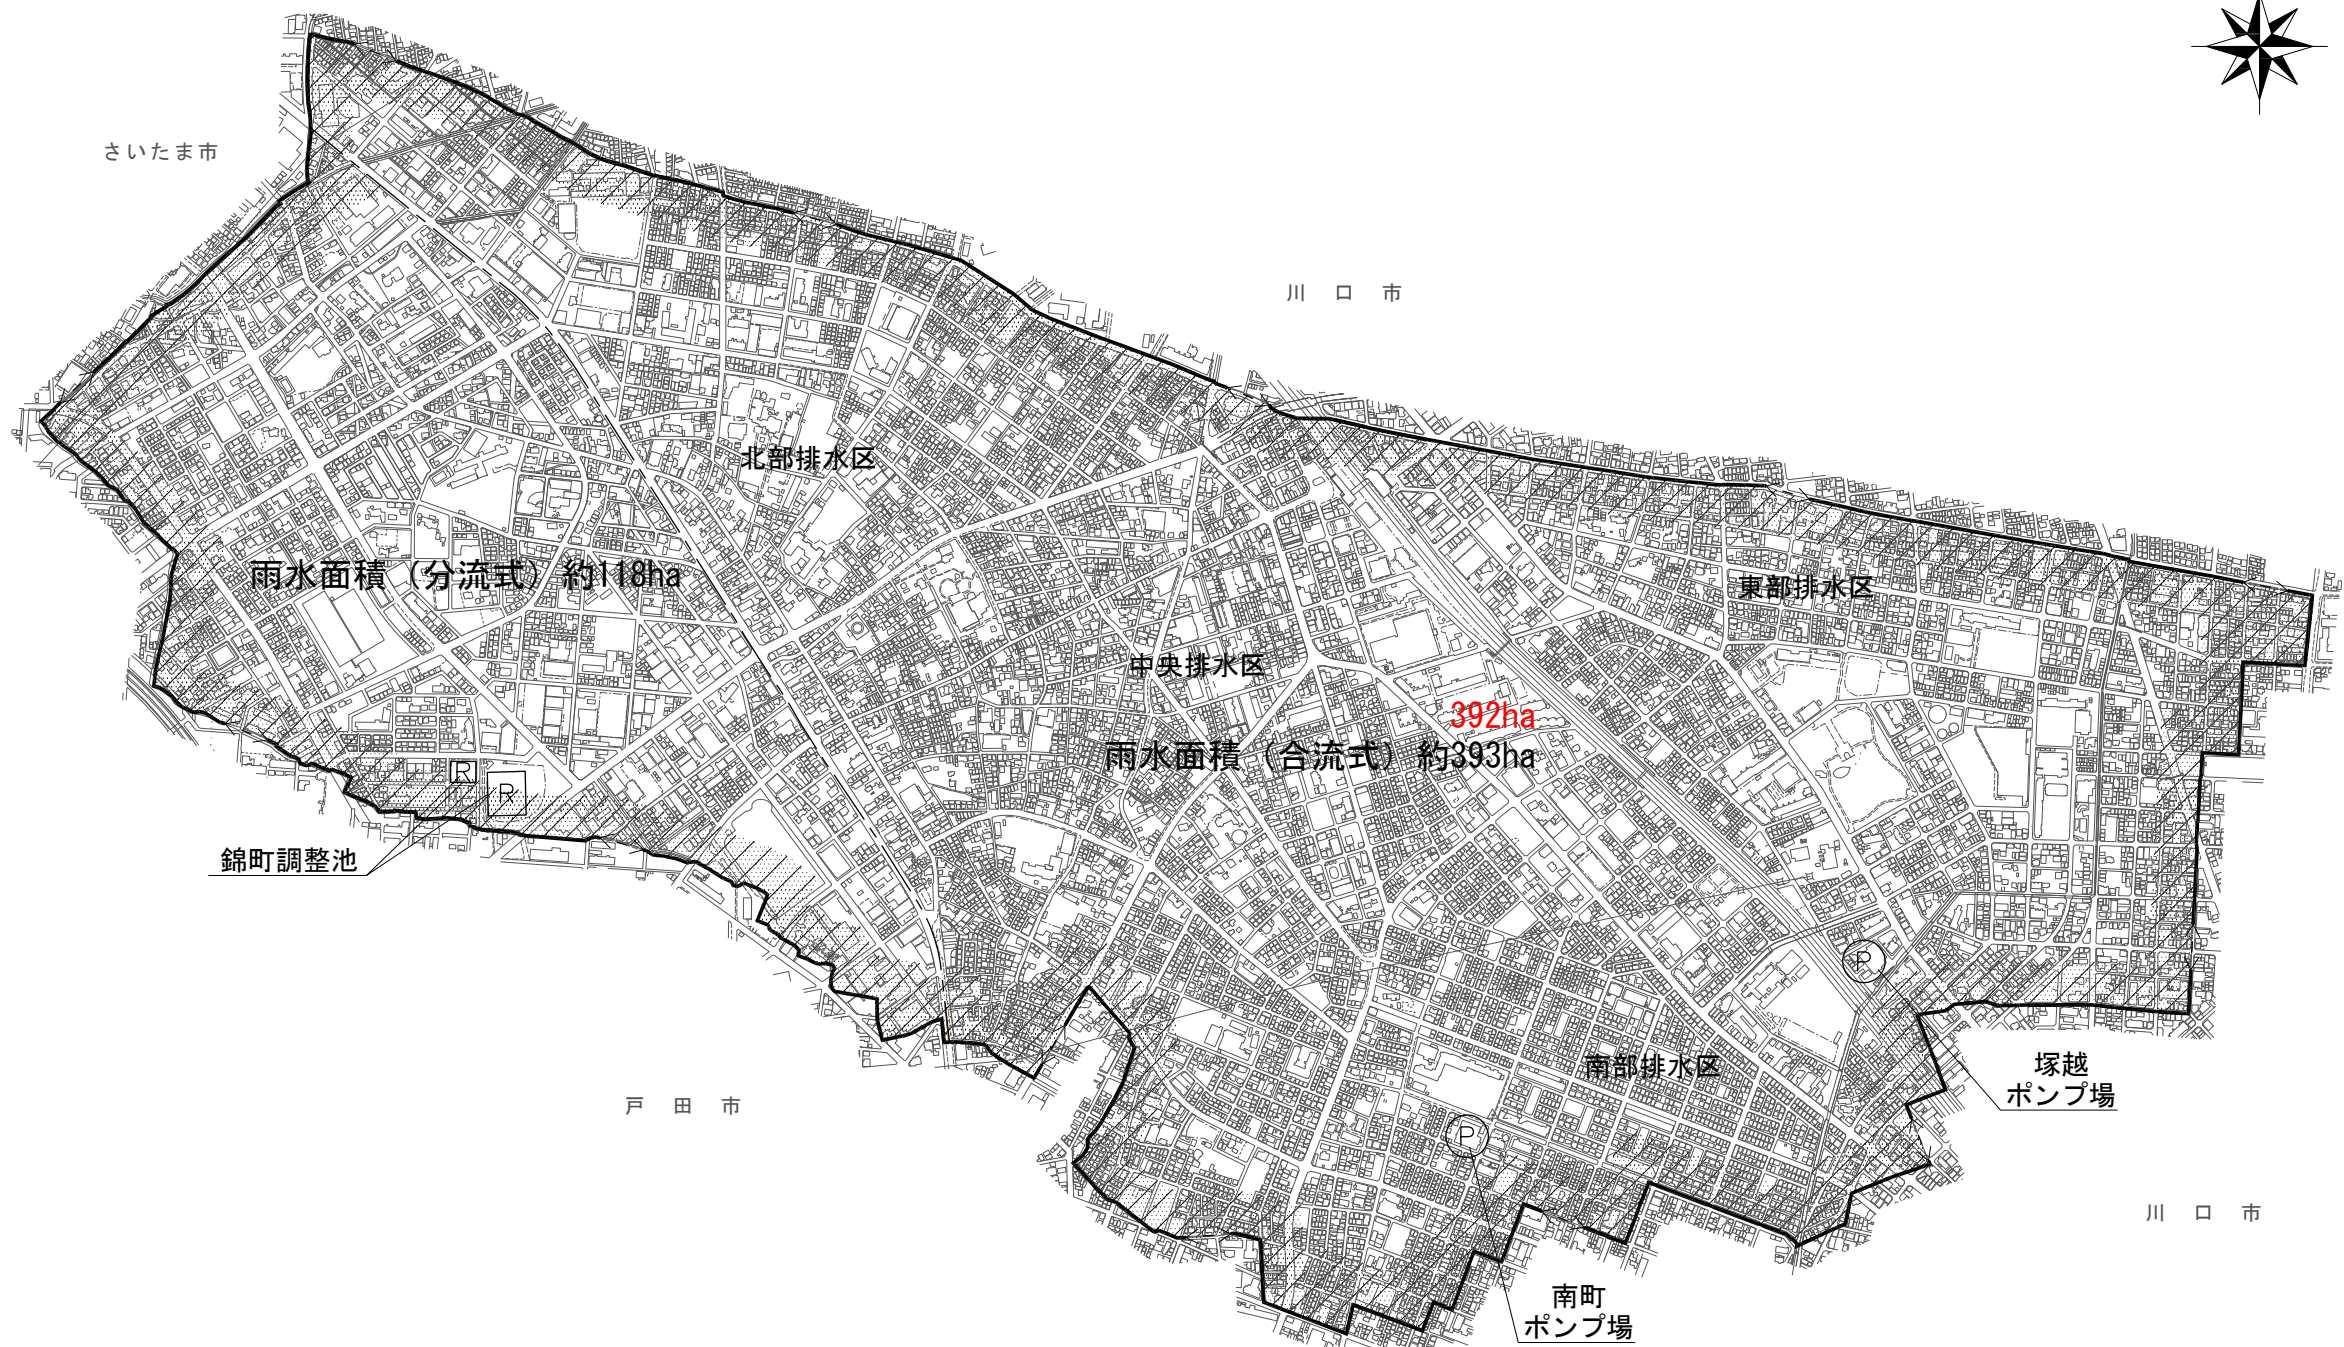 さいたま市
川 口 市
北部排水区
雨水面積（分流式）約118ha
東部排水区
中央排水区
392ha
雨水面積（合流式）約393ha
R
R
錦町調整池
P
塚越
ポンプ場
南部排水区
戸 田 市
P
川 口 市
南町
ポンプ場